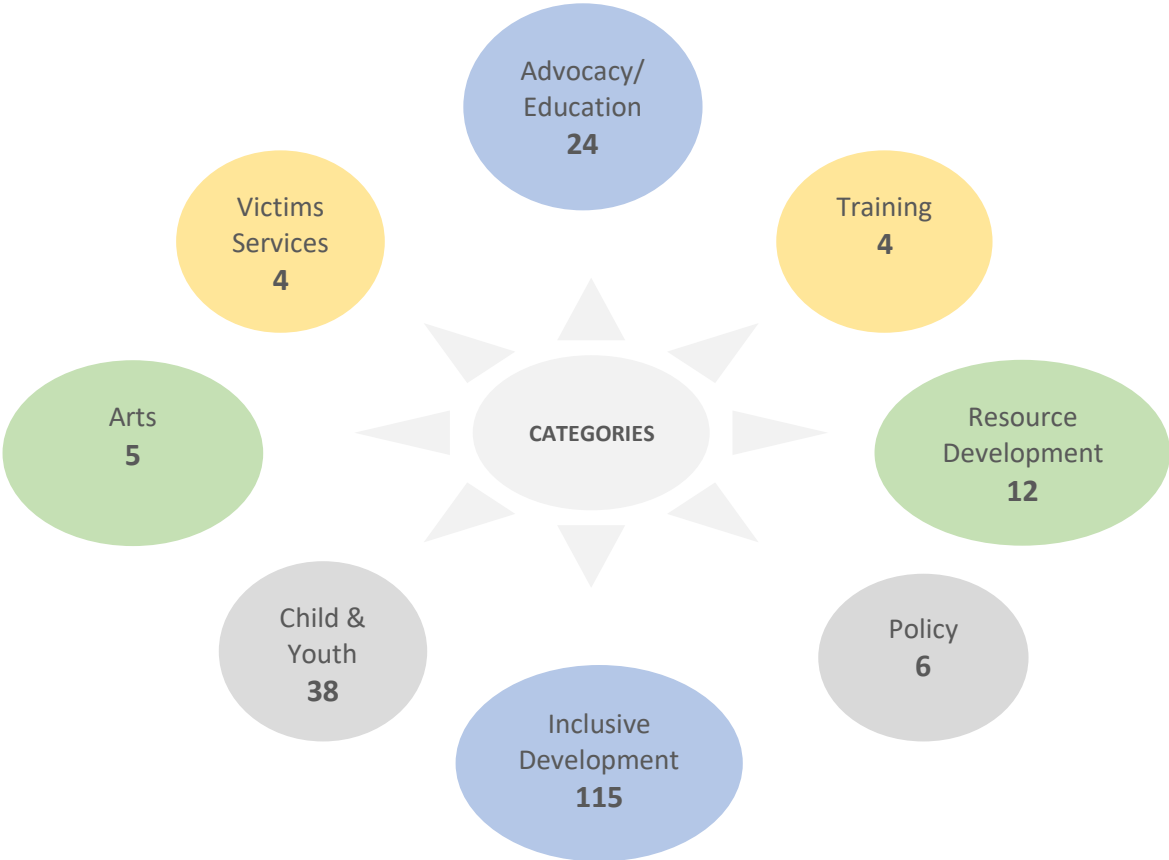 Advocacy/
Education
24
Victims
Services
4
Training
4
Arts
5
CATEGORIES
Resource
Development
12
Child &
Youth
38
Policy
6
Inclusive
Development
115